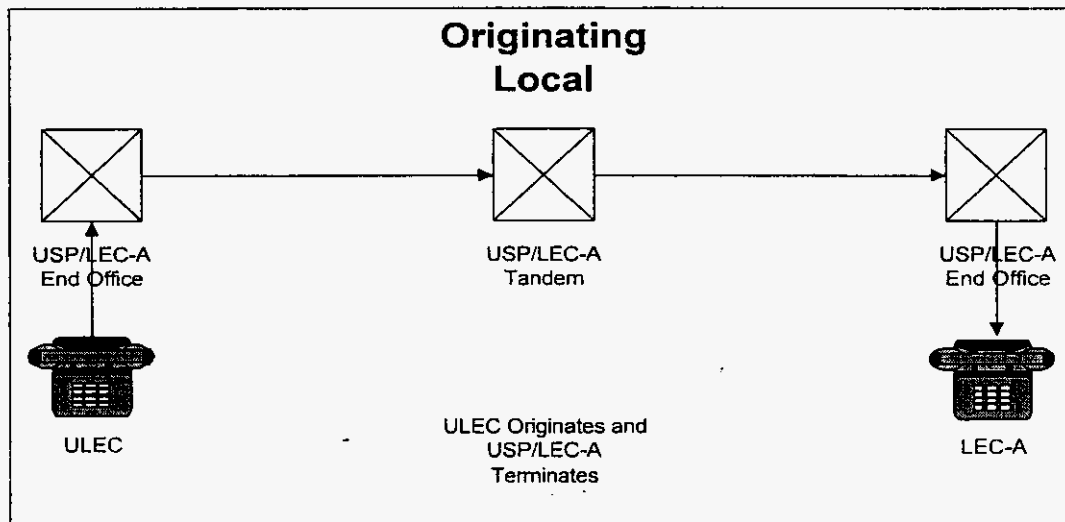 Originating
Local
USP/LEC-A
End Office
USP/LEC-A
Tandem
USP/LEC-A
End Office
ULEC
ULEC Originates and
USP/LEC-A
Terminates
LEC-A